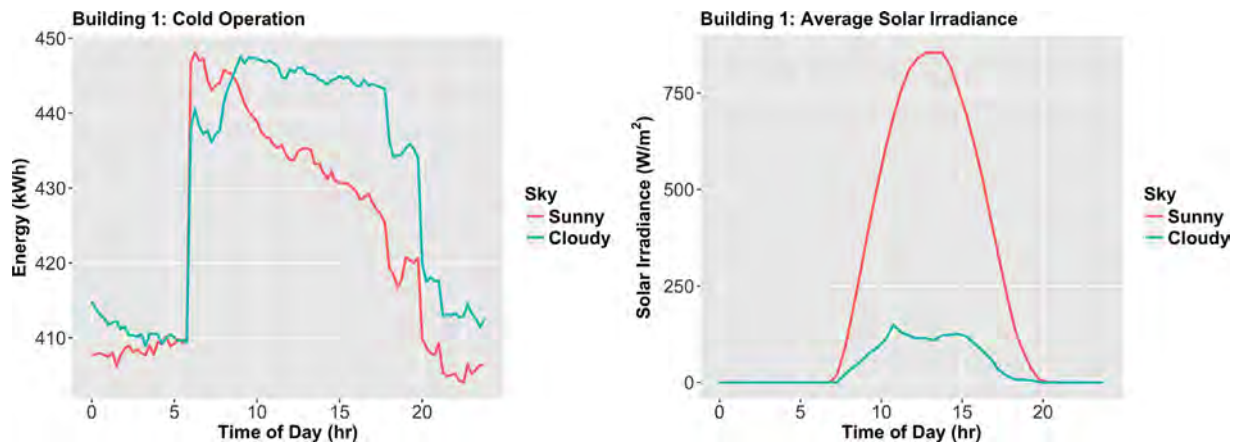 Building 1: Cold Operation
450
440
430
420
410
Energy (kWh)
0 5 10 15 20
Time of Day (hr)
Sky
Sunny
Cloudy
Building 1: Average Solar Irradiance
750
500
250
0
Solar Irradiance (W/m²)
0 5 10 15 20
Time of Day (hr)
Sky
Sunny
Cloudy